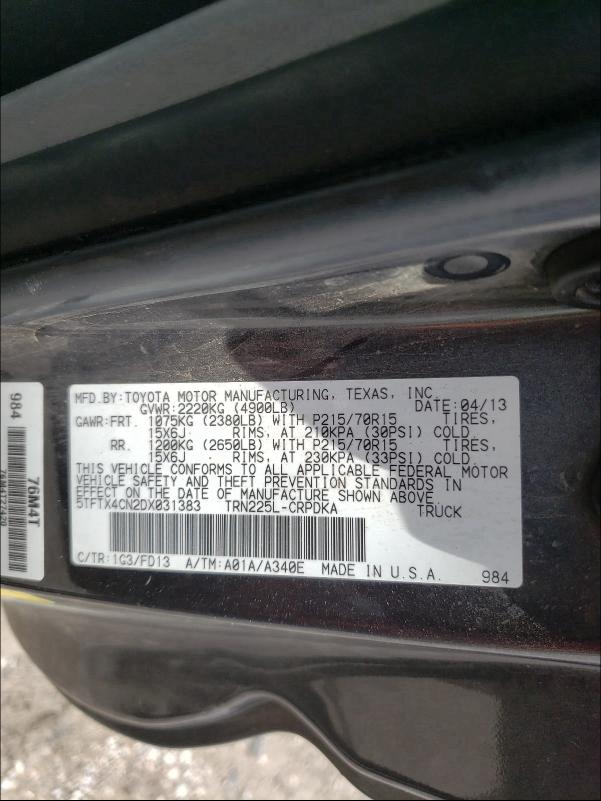 MFD.BY:TOYOTA MOTOR MANUFACTURING, TEXAS, INC.
GVWR:2220KG (4900LB) DATE:04/13
GAWR:FRT. 1075KG (2380LB) WITH P215/70R15 TIRES,
15X6J RIMS, AT 210KPA (30PSI) COLD
RR. 1200KG (2650LB) WITH P215/70R15 TIRES,
15X6J RIMS, AT 230KPA (33PSI) COLD
THIS VEHICLE CONFORMS TO ALL APPLICABLE FEDERAL MOTOR
VEHICLE SAFETY AND THEFT PREVENTION STANDARDS IN
EFFECT ON THE DATE OF MANUFACTURE SHOWN ABOVE.
5TFTX4CN2DX031383 TRN225L-CRPDKA TRUCK
C/TR:1G3/FD13 A/TM:A01A/A340E MADE IN U.S.A. 984
984
76M4T